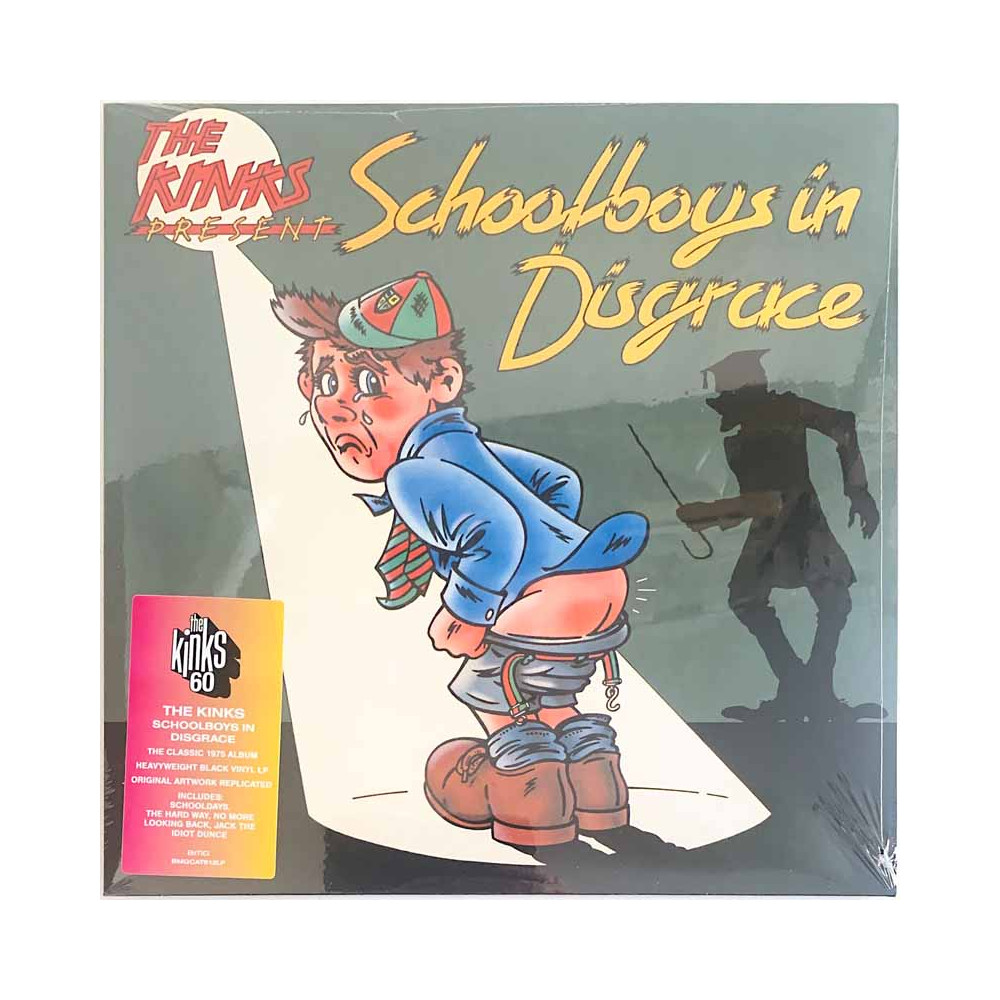 THE
KINKS
PRESENT
Schoolboys in
Disgrace
the
kinks
60
THE KINKS
SCHOOLBOYS IN
DISGRACE
THE CLASSIC 1975 ALBUM
HEAVYWEIGHT BLACK VINYL LP
ORIGINAL ARTWORK REPLICATED
INCLUDES:
SCHOOLDAYS,
THE HARD WAY, NO MORE
LOOKING BACK, JACK THE
IDIOT DUNCE